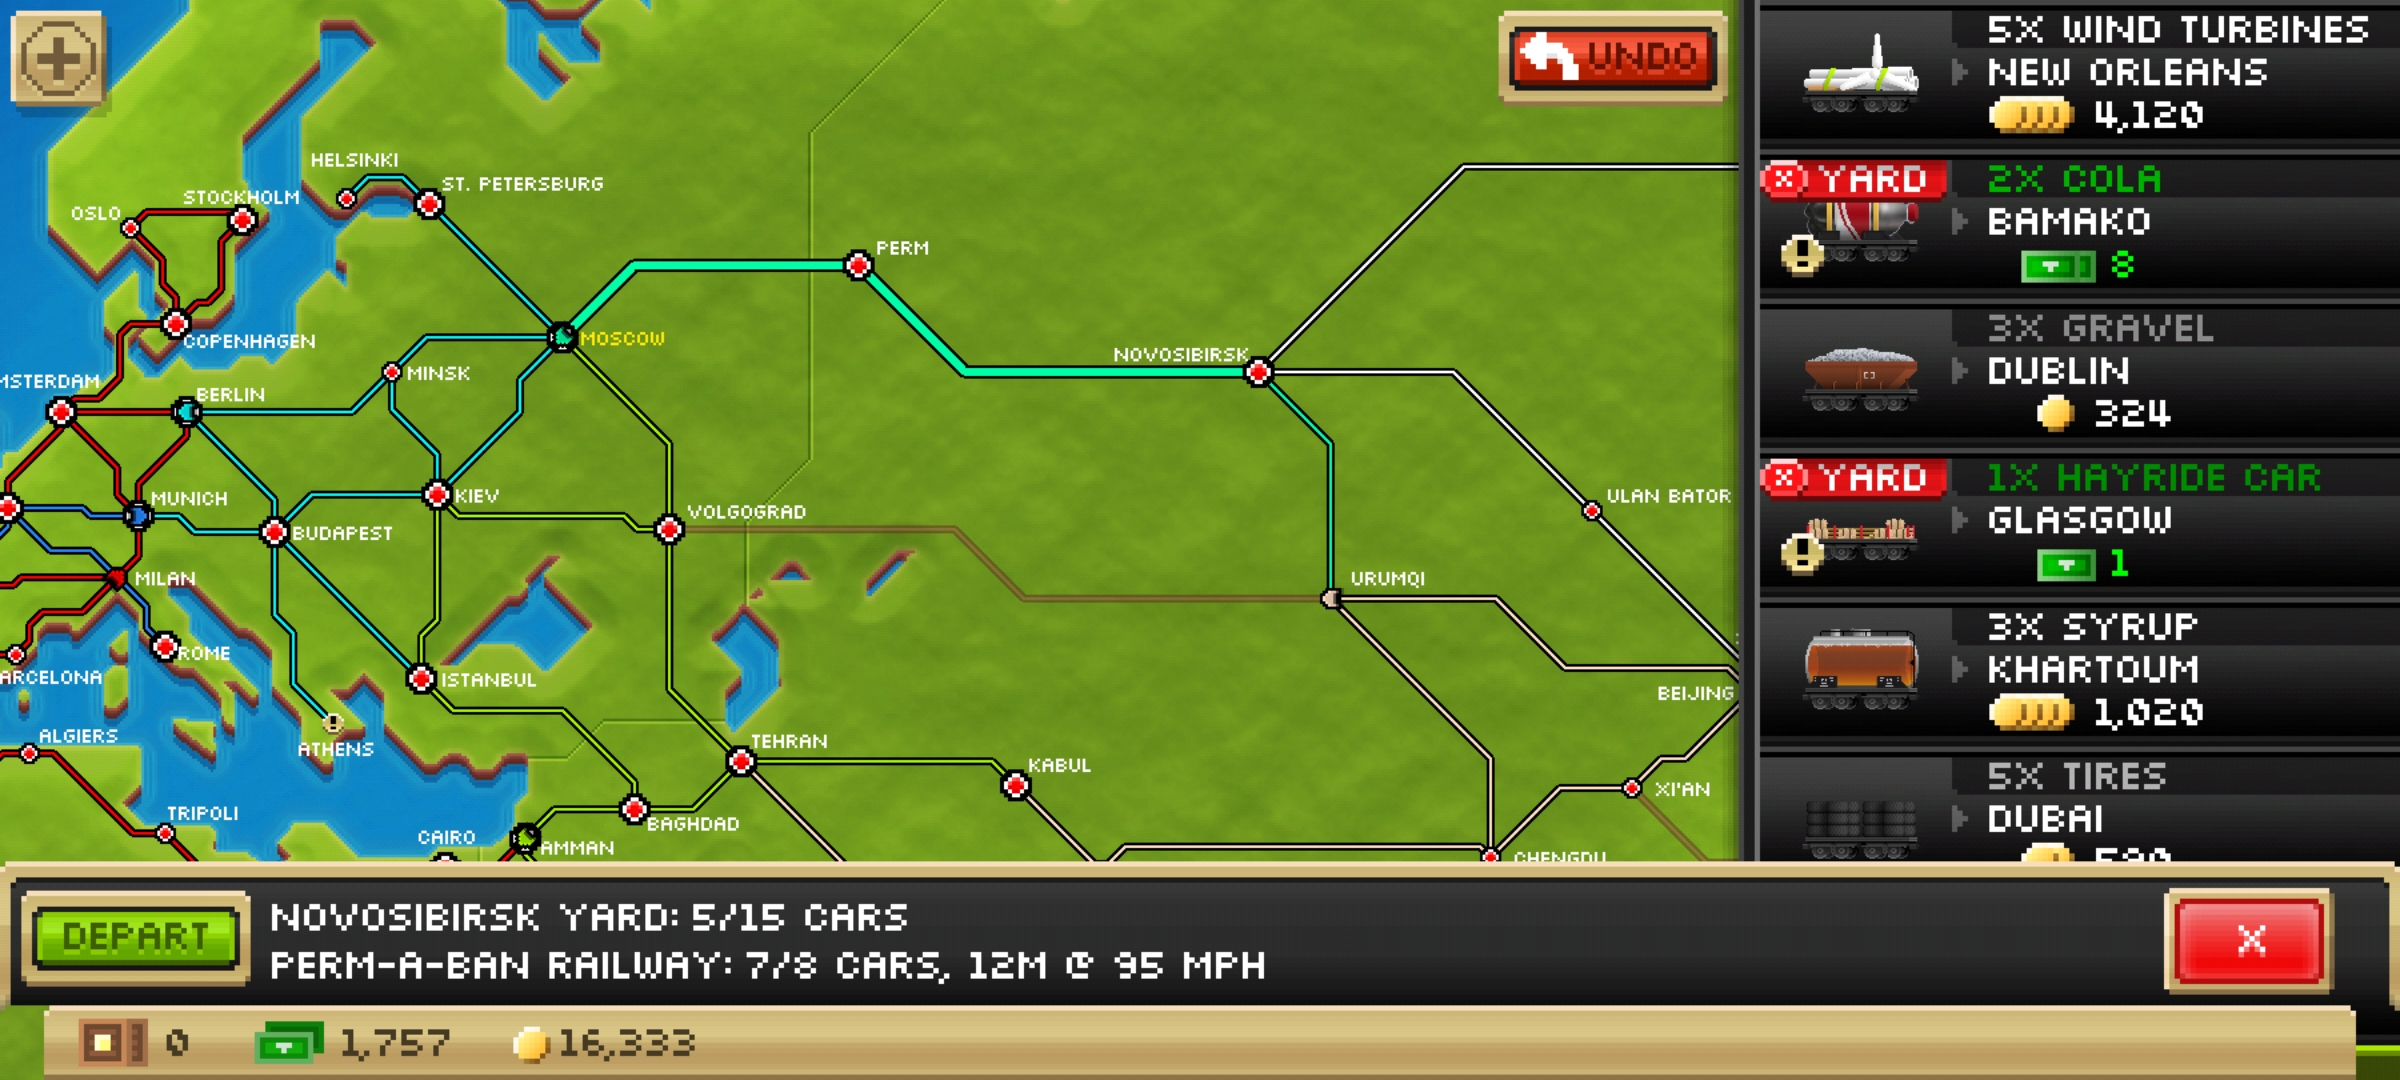 UNDO
HELSINKI
ST. PETERSBURG
STOCKHOLM
OSLO
PERM
COPENHAGEN
MOSCOW
NOVOSIBIRSK
MINSK
MSTERDAM
BERLIN
MUNICH
KIEV
ULAN BATOR
VOLGOGRAD
BUDAPEST
MILAN
URUMQI
ROME
ARCELONA
ISTANBUL
BEIJING
ALGIERS
ATHENS
TEHRAN
KABUL
XI'AN
TRIPOLI
CAIRO
BAGHDAD
AMMAN
CHENGDU
5X WIND TURBINES
NEW ORLEANS
4,120
YARD
2X COLA
BAMAKO
8
3X GRAVEL
DUBLIN
324
YARD
1X HAYRIDE CAR
GLASGOW
1
3X SYRUP
KHARTOUM
1,020
5X TIRES
DUBAI
DEPART
NOVOSIBIRSK YARD: 5/15 CARS
PERM-A-BAN RAILWAY: 7/8 CARS, 12M @ 95 MPH
X
0
1,757
16,333